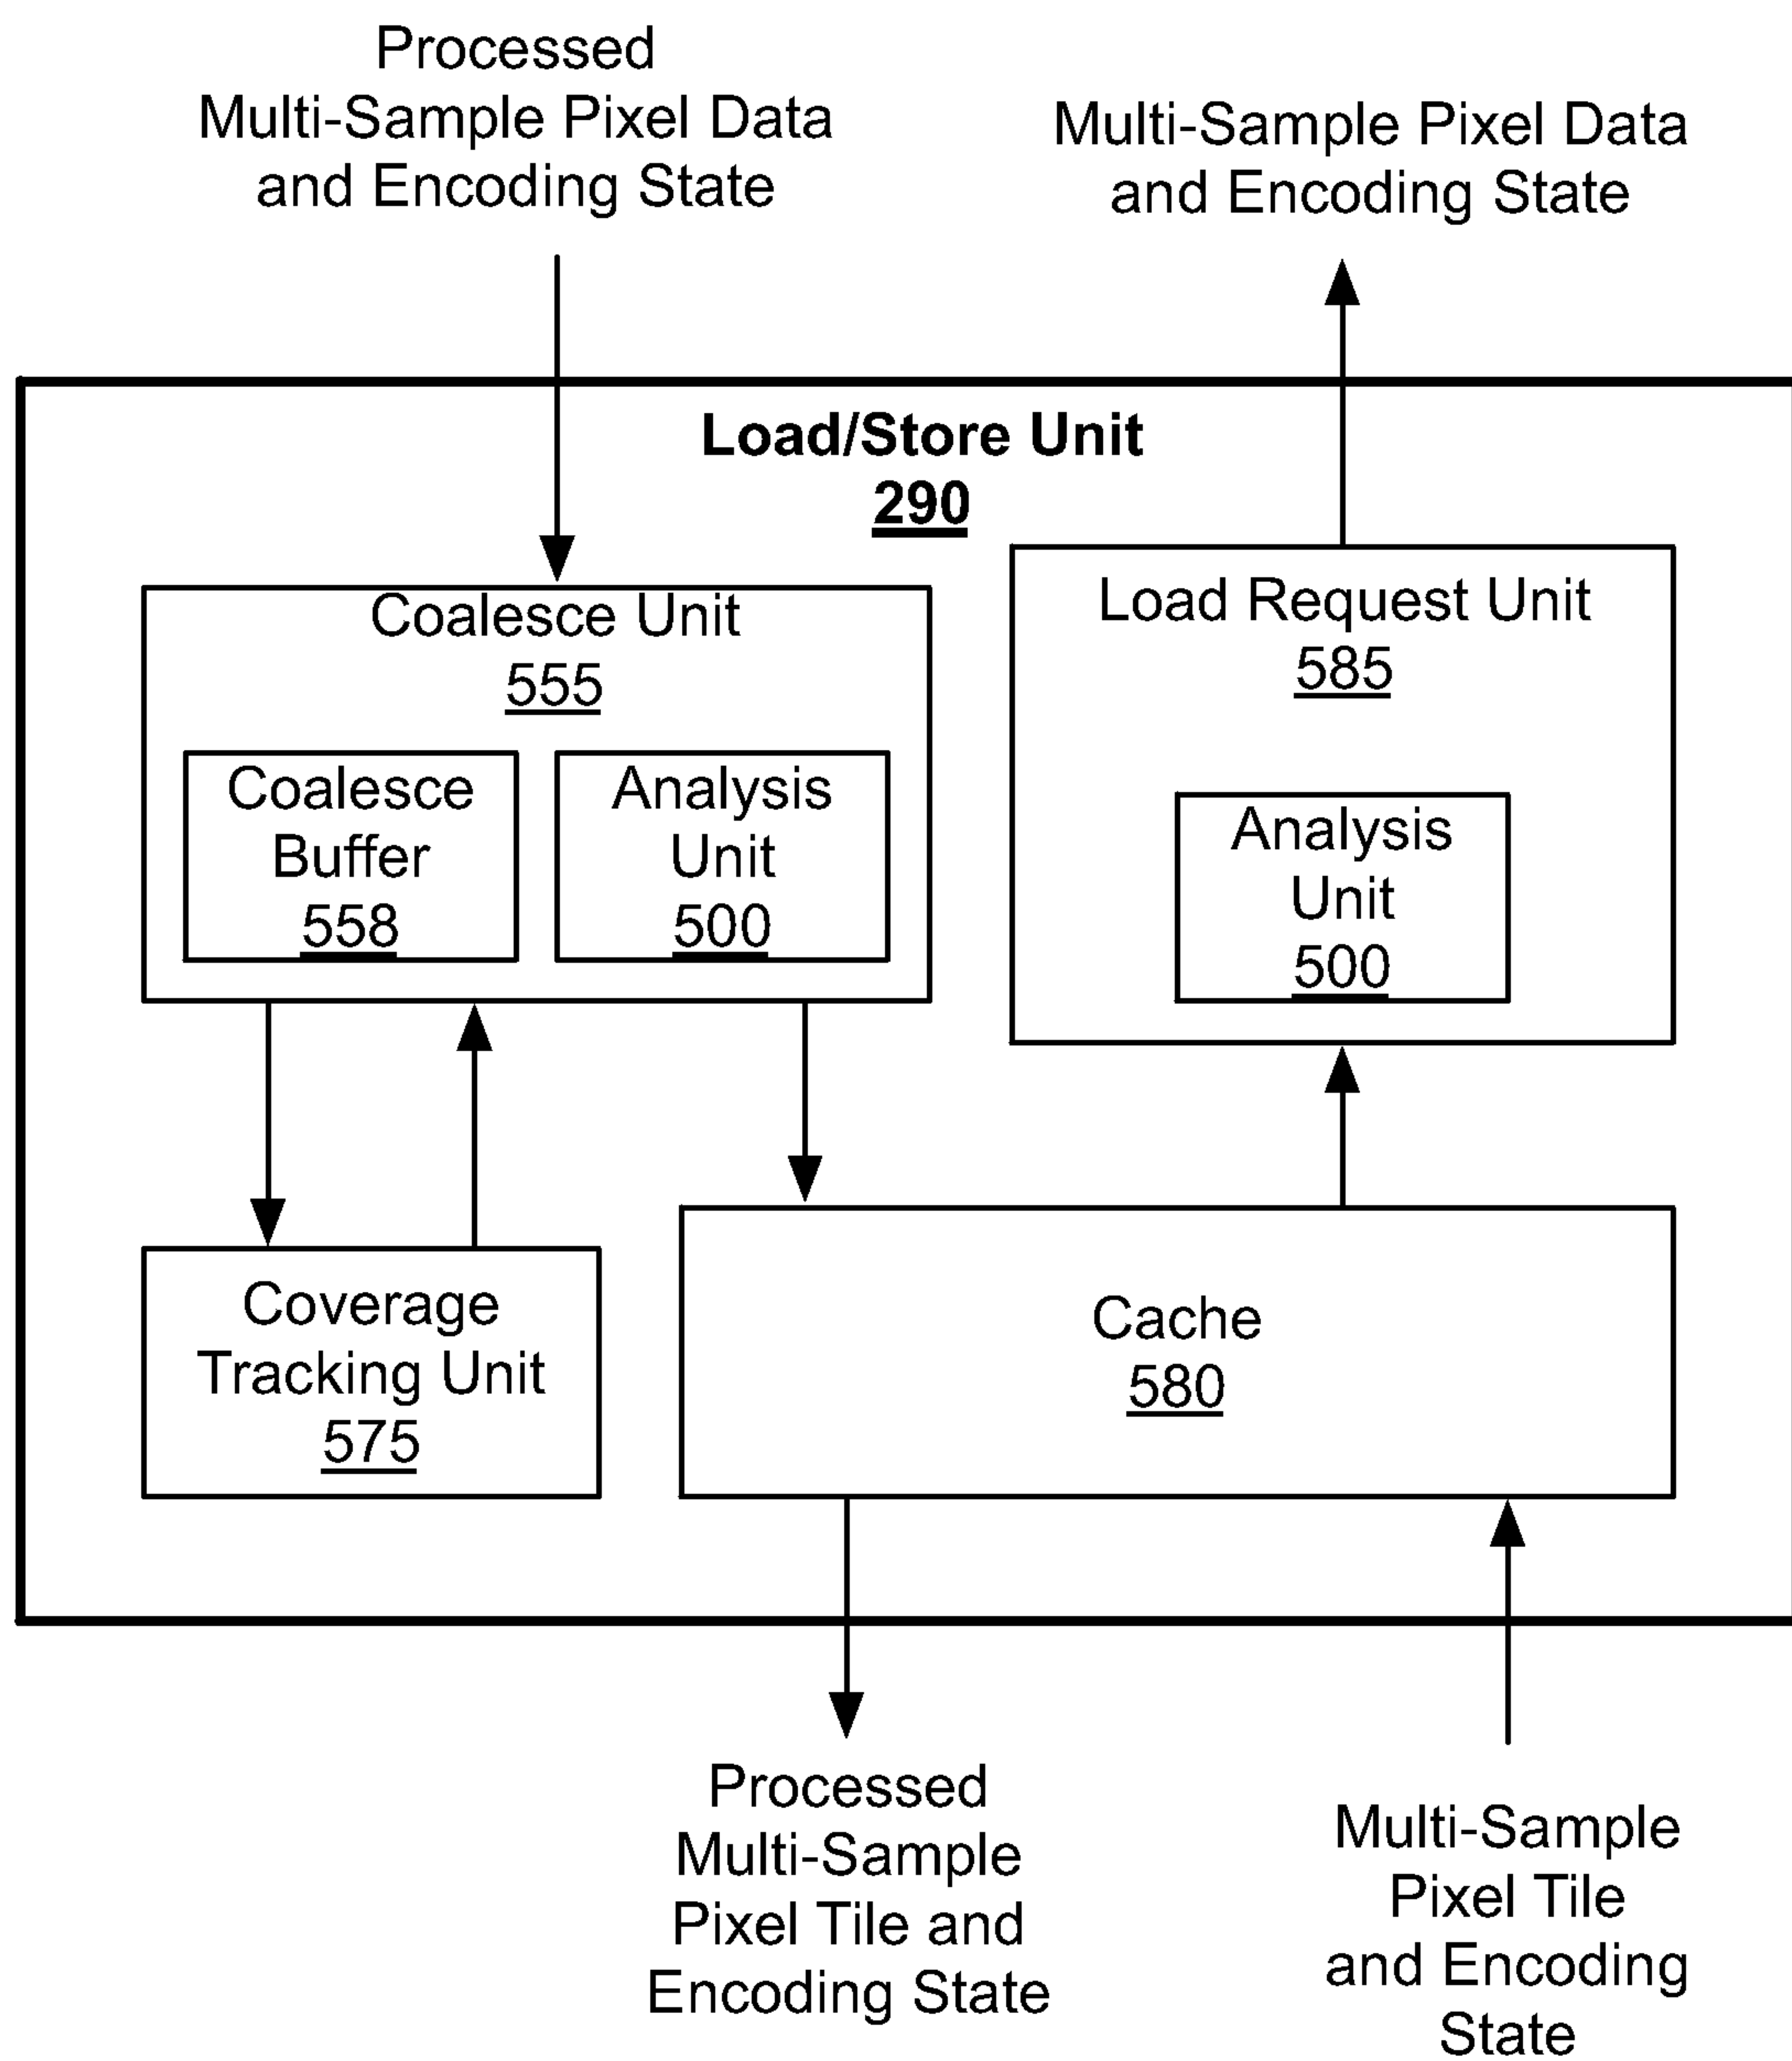 Processed
Multi-Sample Pixel Data
and Encoding State
Multi-Sample Pixel Data
and Encoding State
Load/Store Unit
290
Coalesce Unit
555
Coalesce
Buffer
558
Analysis
Unit
500
Load Request Unit
585
Analysis
Unit
500
Coverage
Tracking Unit
575
Cache
580
Processed
Multi-Sample
Pixel Tile and
Encoding State
Multi-Sample
Pixel Tile
and Encoding
State